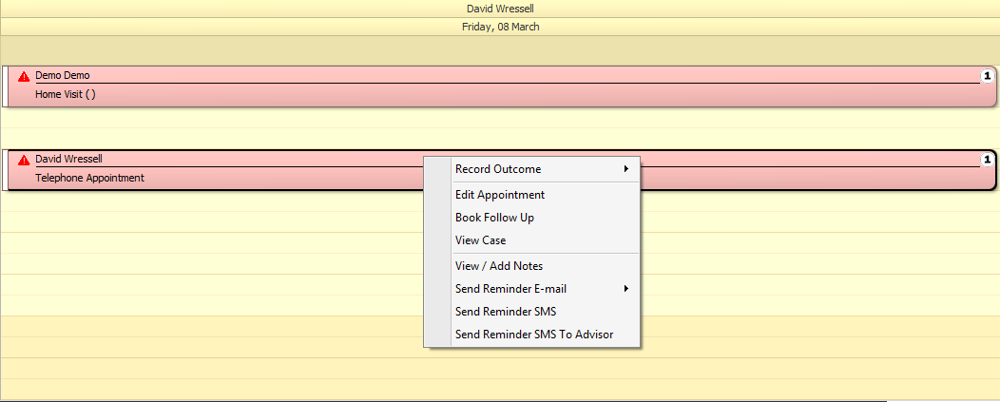 David Wressell
Friday, 08 March
Demo Demo
1
Home Visit ( )
David Wressell
1
Telephone Appointment
Record Outcome
Edit Appointment
Book Follow Up
View Case
View / Add Notes
Send Reminder E-mail
Send Reminder SMS
Send Reminder SMS To Advisor